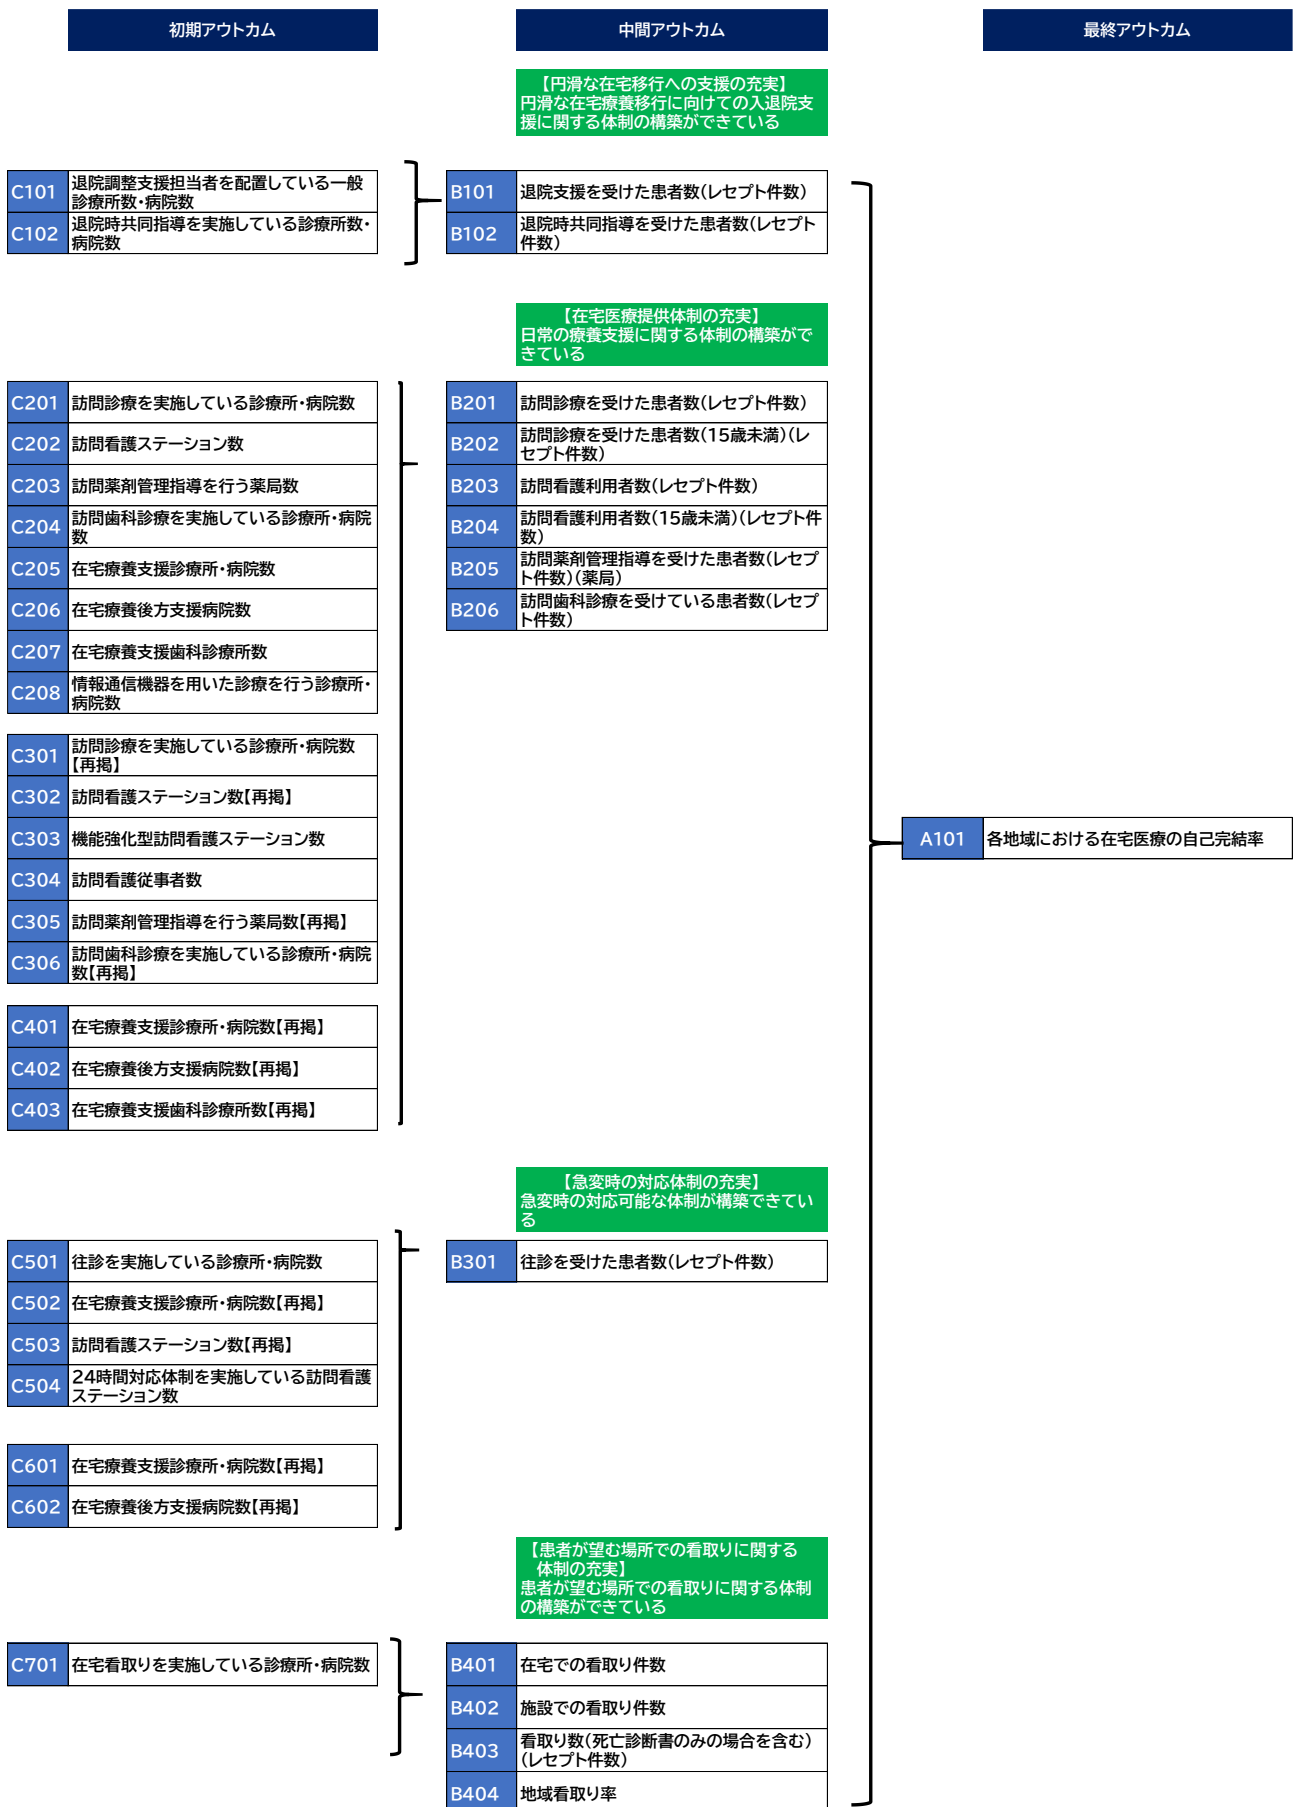 初期アウトカム
中間アウトカム
最終アウトカム
【円滑な在宅移行への支援の充実】
円滑な在宅療養移行に向けての入退院支
援に関する体制の構築ができている
C101
退院調整支援担当者を配置している一般
診療所数・病院数
C102
退院時共同指導を実施している診療所数・
病院数
B101
退院支援を受けた患者数(レセプト件数)
B102
退院時共同指導を受けた患者数(レセプト
件数)
【在宅医療提供体制の充実】
日常の療養支援に関する体制の構築がで
きている
C201
訪問診療を実施している診療所・病院数
C202
訪問看護ステーション数
C203
訪問薬剤管理指導を行う薬局数
C204
訪問歯科診療を実施している診療所・病院
数
C205
在宅療養支援診療所・病院数
C206
在宅療養後方支援病院数
C207
在宅療養支援歯科診療所数
C208
情報通信機器を用いた診療を行う診療所・
病院数
B201
訪問診療を受けた患者数(レセプト件数)
B202
訪問診療を受けた患者数(15歳未満)(レ
セプト件数)
B203
訪問看護利用者数(レセプト件数)
B204
訪問看護利用者数(15歳未満)(レセプト件
数)
B205
訪問薬剤管理指導を受けた患者数(レセプ
ト件数)(薬局)
B206
訪問歯科診療を受けている患者数(レセプ
ト件数)
C301
訪問診療を実施している診療所・病院数
【再掲】
C302
訪問看護ステーション数【再掲】
C303
機能強化型訪問看護ステーション数
C304
訪問看護従事者数
C305
訪問薬剤管理指導を行う薬局数【再掲】
C306
訪問歯科診療を実施している診療所・病院
数【再掲】
A101
各地域における在宅医療の自己完結率
C401
在宅療養支援診療所・病院数【再掲】
C402
在宅療養後方支援病院数【再掲】
C403
在宅療養支援歯科診療所数【再掲】
【急変時の対応体制の充実】
急変時の対応可能な体制が構築できてい
る
C501
往診を実施している診療所・病院数
C502
在宅療養支援診療所・病院数【再掲】
C503
訪問看護ステーション数【再掲】
C504
24時間対応体制を実施している訪問看護
ステーション数
B301
往診を受けた患者数(レセプト件数)
C601
在宅療養支援診療所・病院数【再掲】
C602
在宅療養後方支援病院数【再掲】
【患者が望む場所での看取りに関する
体制の充実】
患者が望む場所での看取りに関する体制
の構築ができている
C701
在宅看取りを実施している診療所・病院数
B401
在宅での看取り件数
B402
施設での看取り件数
B403
看取り数(死亡診断書のみの場合を含む)
(レセプト件数)
B404
地域看取り率